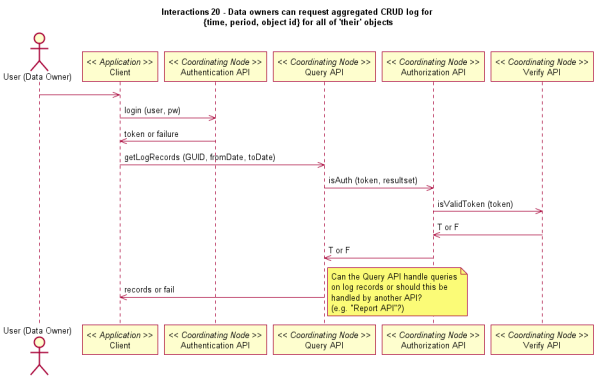 Interactions 20 - Data owners can request aggregated CRUD log for
{time, period, object id} for all of 'their' objects
User (Data Owner)
<< Application >>
Client
<< Coordinating Node >>
Authentication API
<< Coordinating Node >>
Query API
<< Coordinating Node >>
Authorization API
<< Coordinating Node >>
Verify API
login (user, pw)
token or failure
getLogRecords (GUID, fromDate, toDate)
isAuth (token, resultset)
isValidToken (token)
T or F
T or F
Can the Query API handle queries
on log records or should this be
handled by another API?
(e.g. "Report API"?)
records or fail
User (Data Owner)
<< Application >>
Client
<< Coordinating Node >>
Authentication API
<< Coordinating Node >>
Query API
<< Coordinating Node >>
Authorization API
<< Coordinating Node >>
Verify API